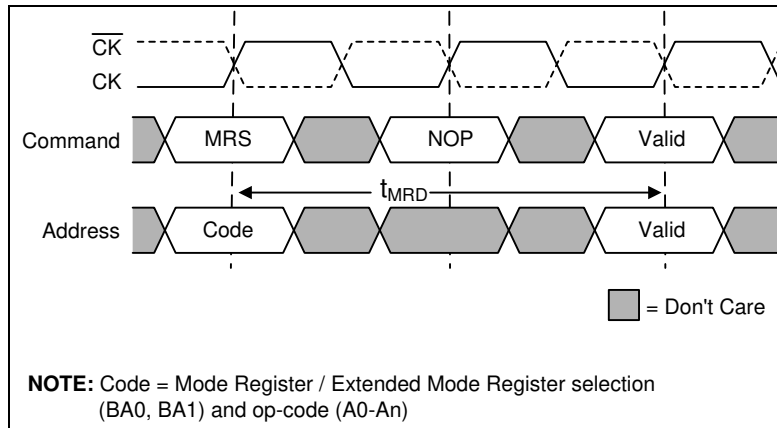 CK
CK
Command MRS NOP Valid
tMRD
Address Code Valid
= Don't Care
NOTE: Code = Mode Register / Extended Mode Register selection
(BA0, BA1) and op-code (A0-An)